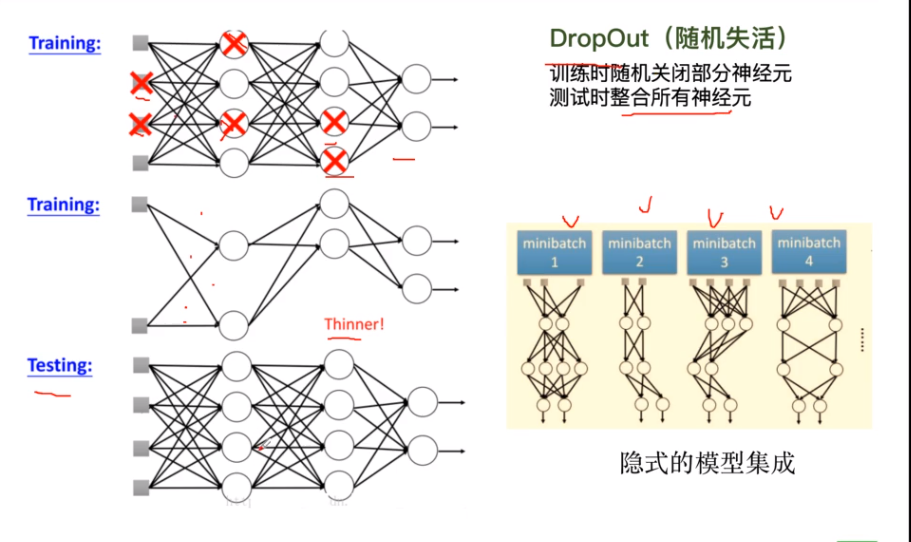 DropOut（随机失活）
训练时随机关闭部分神经元
测试时整合所有神经元
Training:
Training:
Thinner!
Testing:
minibatch
1
minibatch
2
minibatch
3
minibatch
4
......
隐式的模型集成